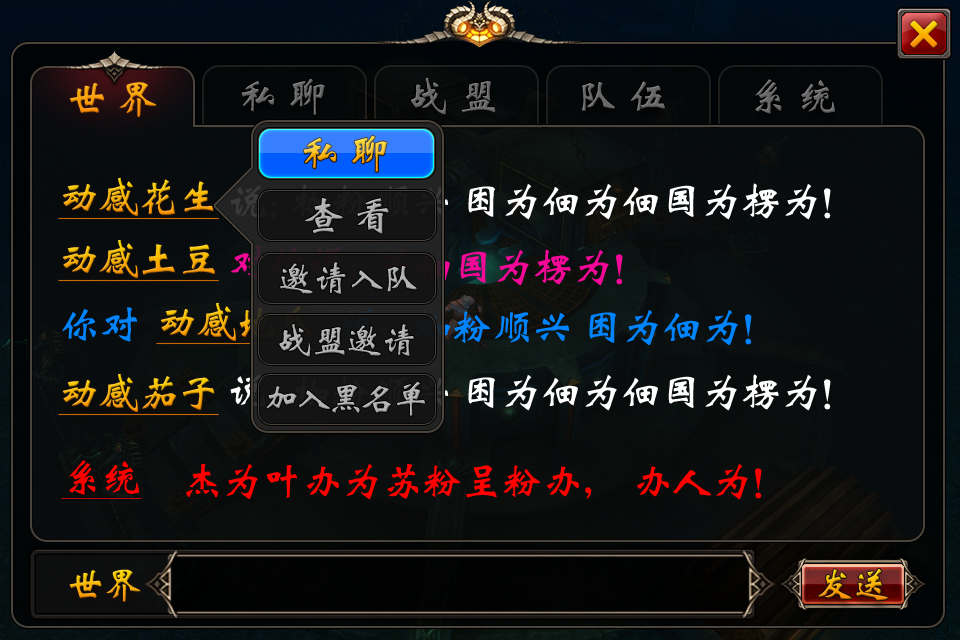 世界 私聊 战盟 队伍 系统
私聊
动感花生 困为佃为佃国为楞为!
查看
动感土豆 国为楞为!
邀请入队
你对 动感 粉顺兴 困为佃为!
战盟邀请
动感茄子 说 困为佃为佃国为楞为!
加入黑名单
系统 杰为叶办为苏粉呈粉办, 办人为!
世界 发送